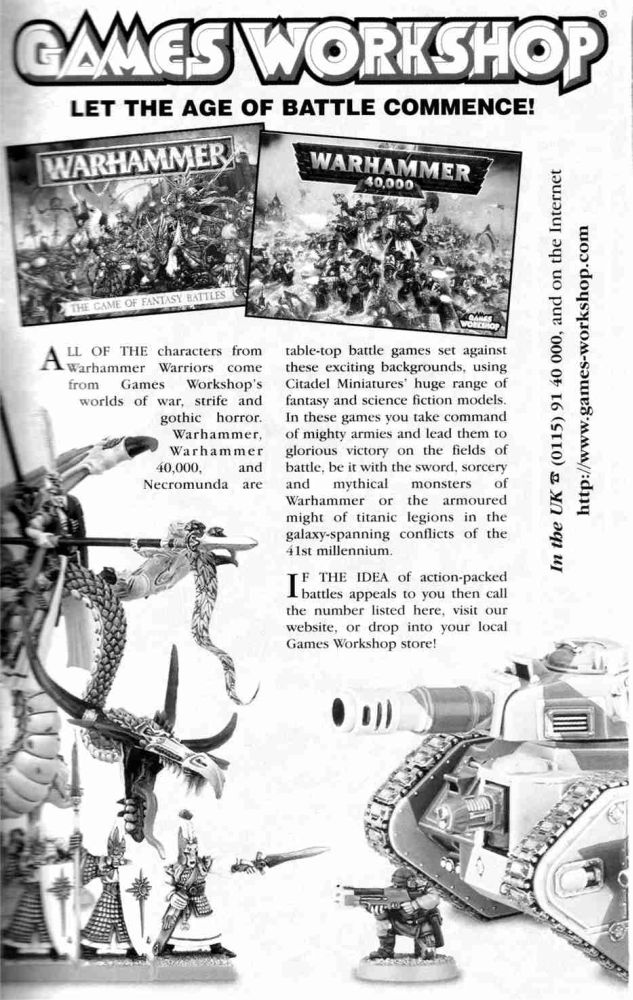 GAMES WORKSHOP®
LET THE AGE OF BATTLE COMMENCE!
WARHAMMER
THE GAME OF FANTASY BATTLES
WARHAMMER
40,000
GAMES
WORKSHOP
ALL OF THE characters from
Warhammer Warriors come
from Games Workshop's
worlds of war, strife and
gothic horror.
Warhammer,
Warhammer
40,000, and
Necromunda are
table-top battle games set against
these exciting backgrounds, using
Citadel Miniatures' huge range of
fantasy and science fiction models.
In these games you take command
of mighty armies and lead them to
glorious victory on the fields of
battle, be it with the sword, sorcery
and mythical monsters of
Warhammer or the armoured
might of titanic legions in the
galaxy-spanning conflicts of the
41st millennium.
IF THE IDEA of action-packed
battles appeals to you then call
the number listed here, visit our
website, or drop into your local
Games Workshop store!
In the UK ☎ (0115) 91 40 000, and on the Internet
http://www.games-workshop.com